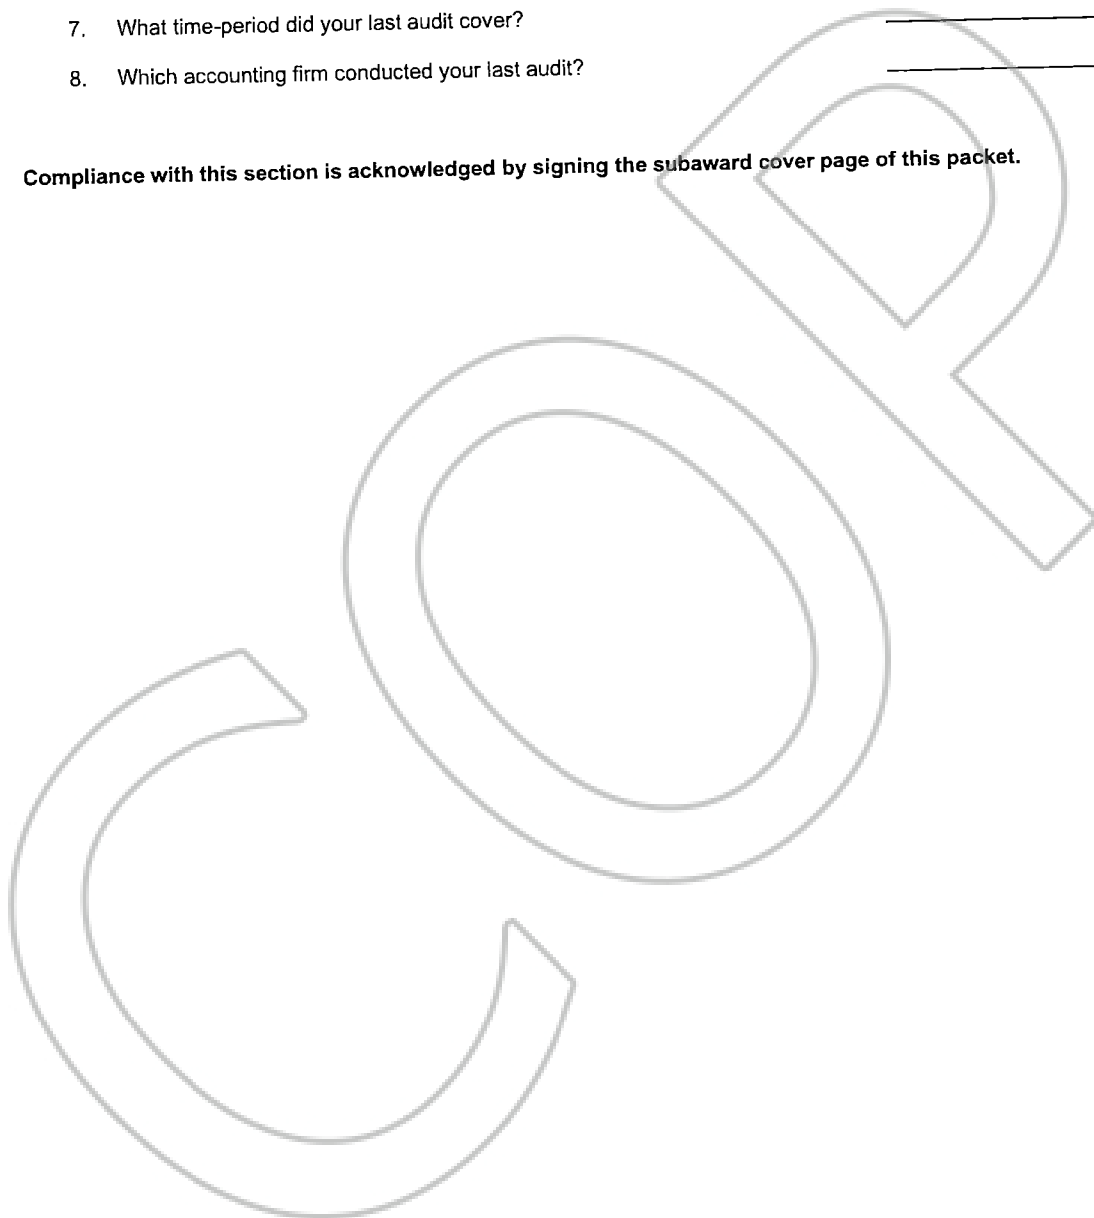 7. What time-period did your last audit cover?
8. Which accounting firm conducted your last audit?
Compliance with this section is acknowledged by signing the subaward cover page of this packet.
COP